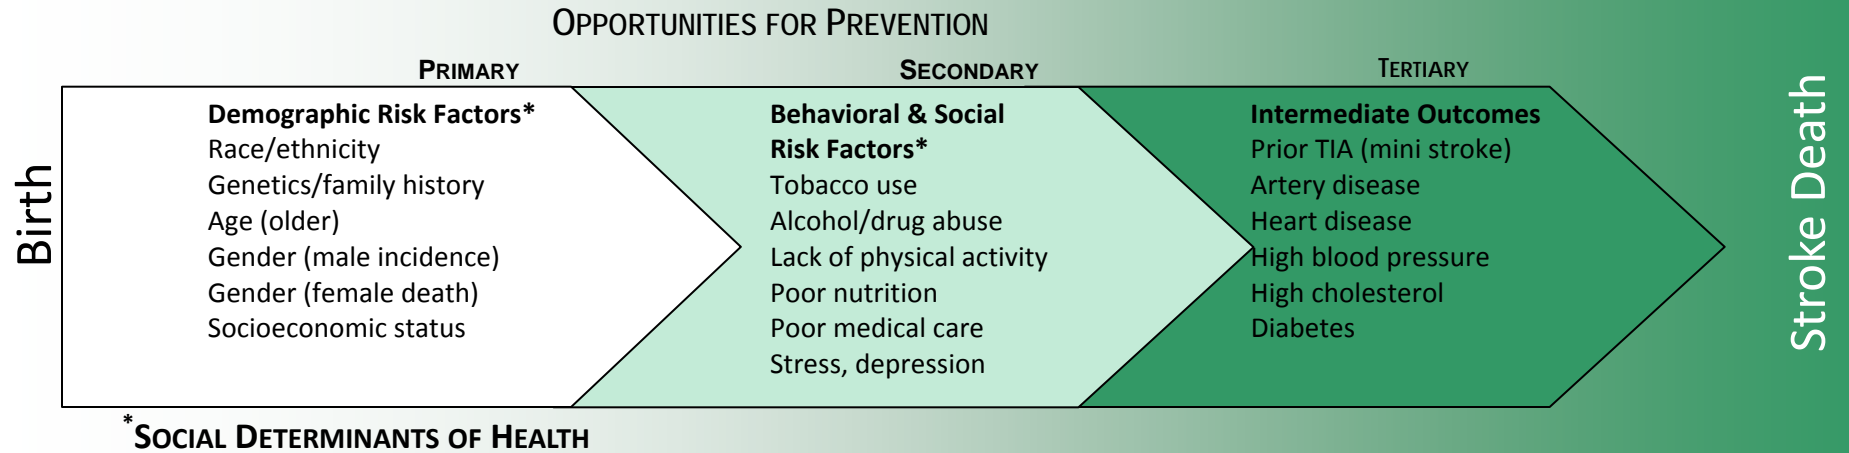 OPPORTUNITIES FOR PREVENTION
PRIMARY
SECONDARY
TERTIARY
Birth
Demographic Risk Factors*
Race/ethnicity
Genetics/family history
Age (older)
Gender (male incidence)
Gender (female death)
Socioeconomic status
Behavioral & Social
Risk Factors*
Tobacco use
Alcohol/drug abuse
Lack of physical activity
Poor nutrition
Poor medical care
Stress, depression
Intermediate Outcomes
Prior TIA (mini stroke)
Artery disease
Heart disease
High blood pressure
High cholesterol
Diabetes
Stroke Death
*SOCIAL DETERMINANTS OF HEALTH